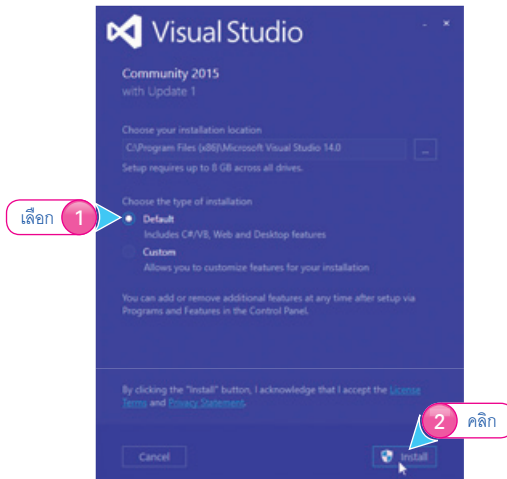 Visual Studio
Community 2015
with Update 1
Choose your installation location
C:\Program Files (x86)\Microsoft Visual Studio 14.0
...
Setup requires up to 8 GB across all drives.
Choose the type of installation
เลือก 1
Default
Includes C#/VB, Web and Desktop features
Custom
Allows you to customize features for your installation
You can add or remove additional features at any time after setup via
Programs and Features in the Control Panel.
By clicking the "Install" button, I acknowledge that I accept the License
Terms and Privacy Statement.
2 คลิก
Cancel
Install